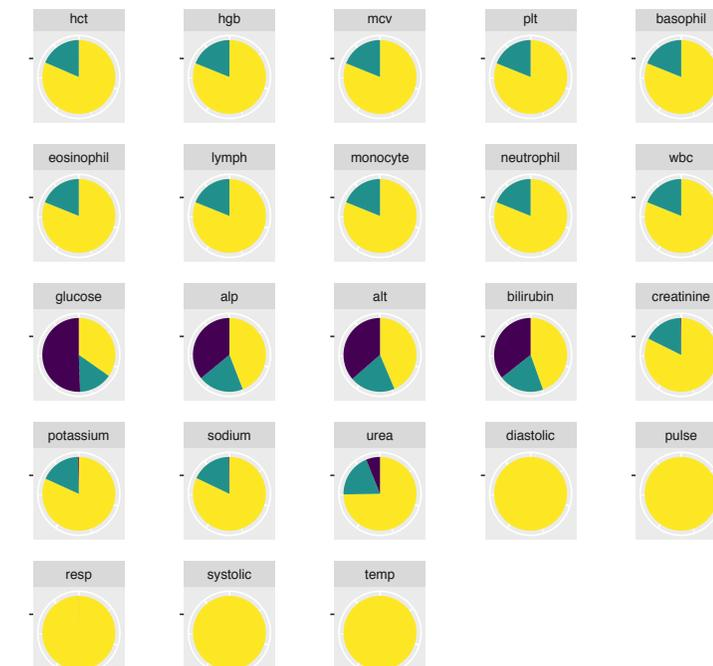 hct hgb mcv plt basophil
eosinophil lymph monocyte neutrophil wbc
glucose alp alt bilirubin creatinine
potassium sodium urea diastolic pulse
resp systolic temp